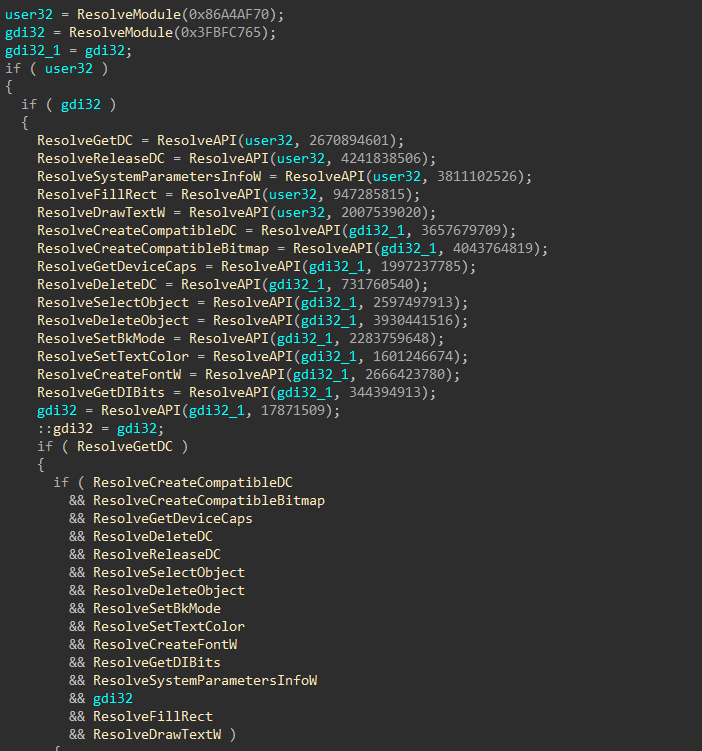 user32 = ResolveModule(0x86A4AF70);
gdi32 = ResolveModule(0x3FBFC765);
gdi32_1 = gdi32;
if ( user32 )
{
if ( gdi32 )
{
ResolveGetDC = ResolveAPI(user32, 2670894601);
ResolveReleaseDC = ResolveAPI(user32, 4241838506);
ResolveSystemParametersInfoW = ResolveAPI(user32, 3811102526);
ResolveFillRect = ResolveAPI(user32, 947285815);
ResolveDrawTextW = ResolveAPI(user32, 2007539020);
ResolveCreateCompatibleDC = ResolveAPI(gdi32_1, 3657679709);
ResolveCreateCompatibleBitmap = ResolveAPI(gdi32_1, 4043764819);
ResolveGetDeviceCaps = ResolveAPI(gdi32_1, 1997237785);
ResolveDeleteDC = ResolveAPI(gdi32_1, 731760540);
ResolveSelectObject = ResolveAPI(gdi32_1, 2597497913);
ResolveDeleteObject = ResolveAPI(gdi32_1, 3930441516);
ResolveSetBkMode = ResolveAPI(gdi32_1, 2283759648);
ResolveSetTextColor = ResolveAPI(gdi32_1, 1601246674);
ResolveCreateFontW = ResolveAPI(gdi32_1, 2666423780);
ResolveGetDIBits = ResolveAPI(gdi32_1, 344394913);
gdi32 = ResolveAPI(gdi32_1, 17871509);
::gdi32 = gdi32;
if ( ResolveGetDC )
{
if ( ResolveCreateCompatibleDC
&& ResolveCreateCompatibleBitmap
&& ResolveGetDeviceCaps
&& ResolveDeleteDC
&& ResolveReleaseDC
&& ResolveSelectObject
&& ResolveDeleteObject
&& ResolveSetBkMode
&& ResolveSetTextColor
&& ResolveCreateFontW
&& ResolveGetDIBits
&& ResolveSystemParametersInfoW
&& gdi32
&& ResolveFillRect
&& ResolveDrawTextW )